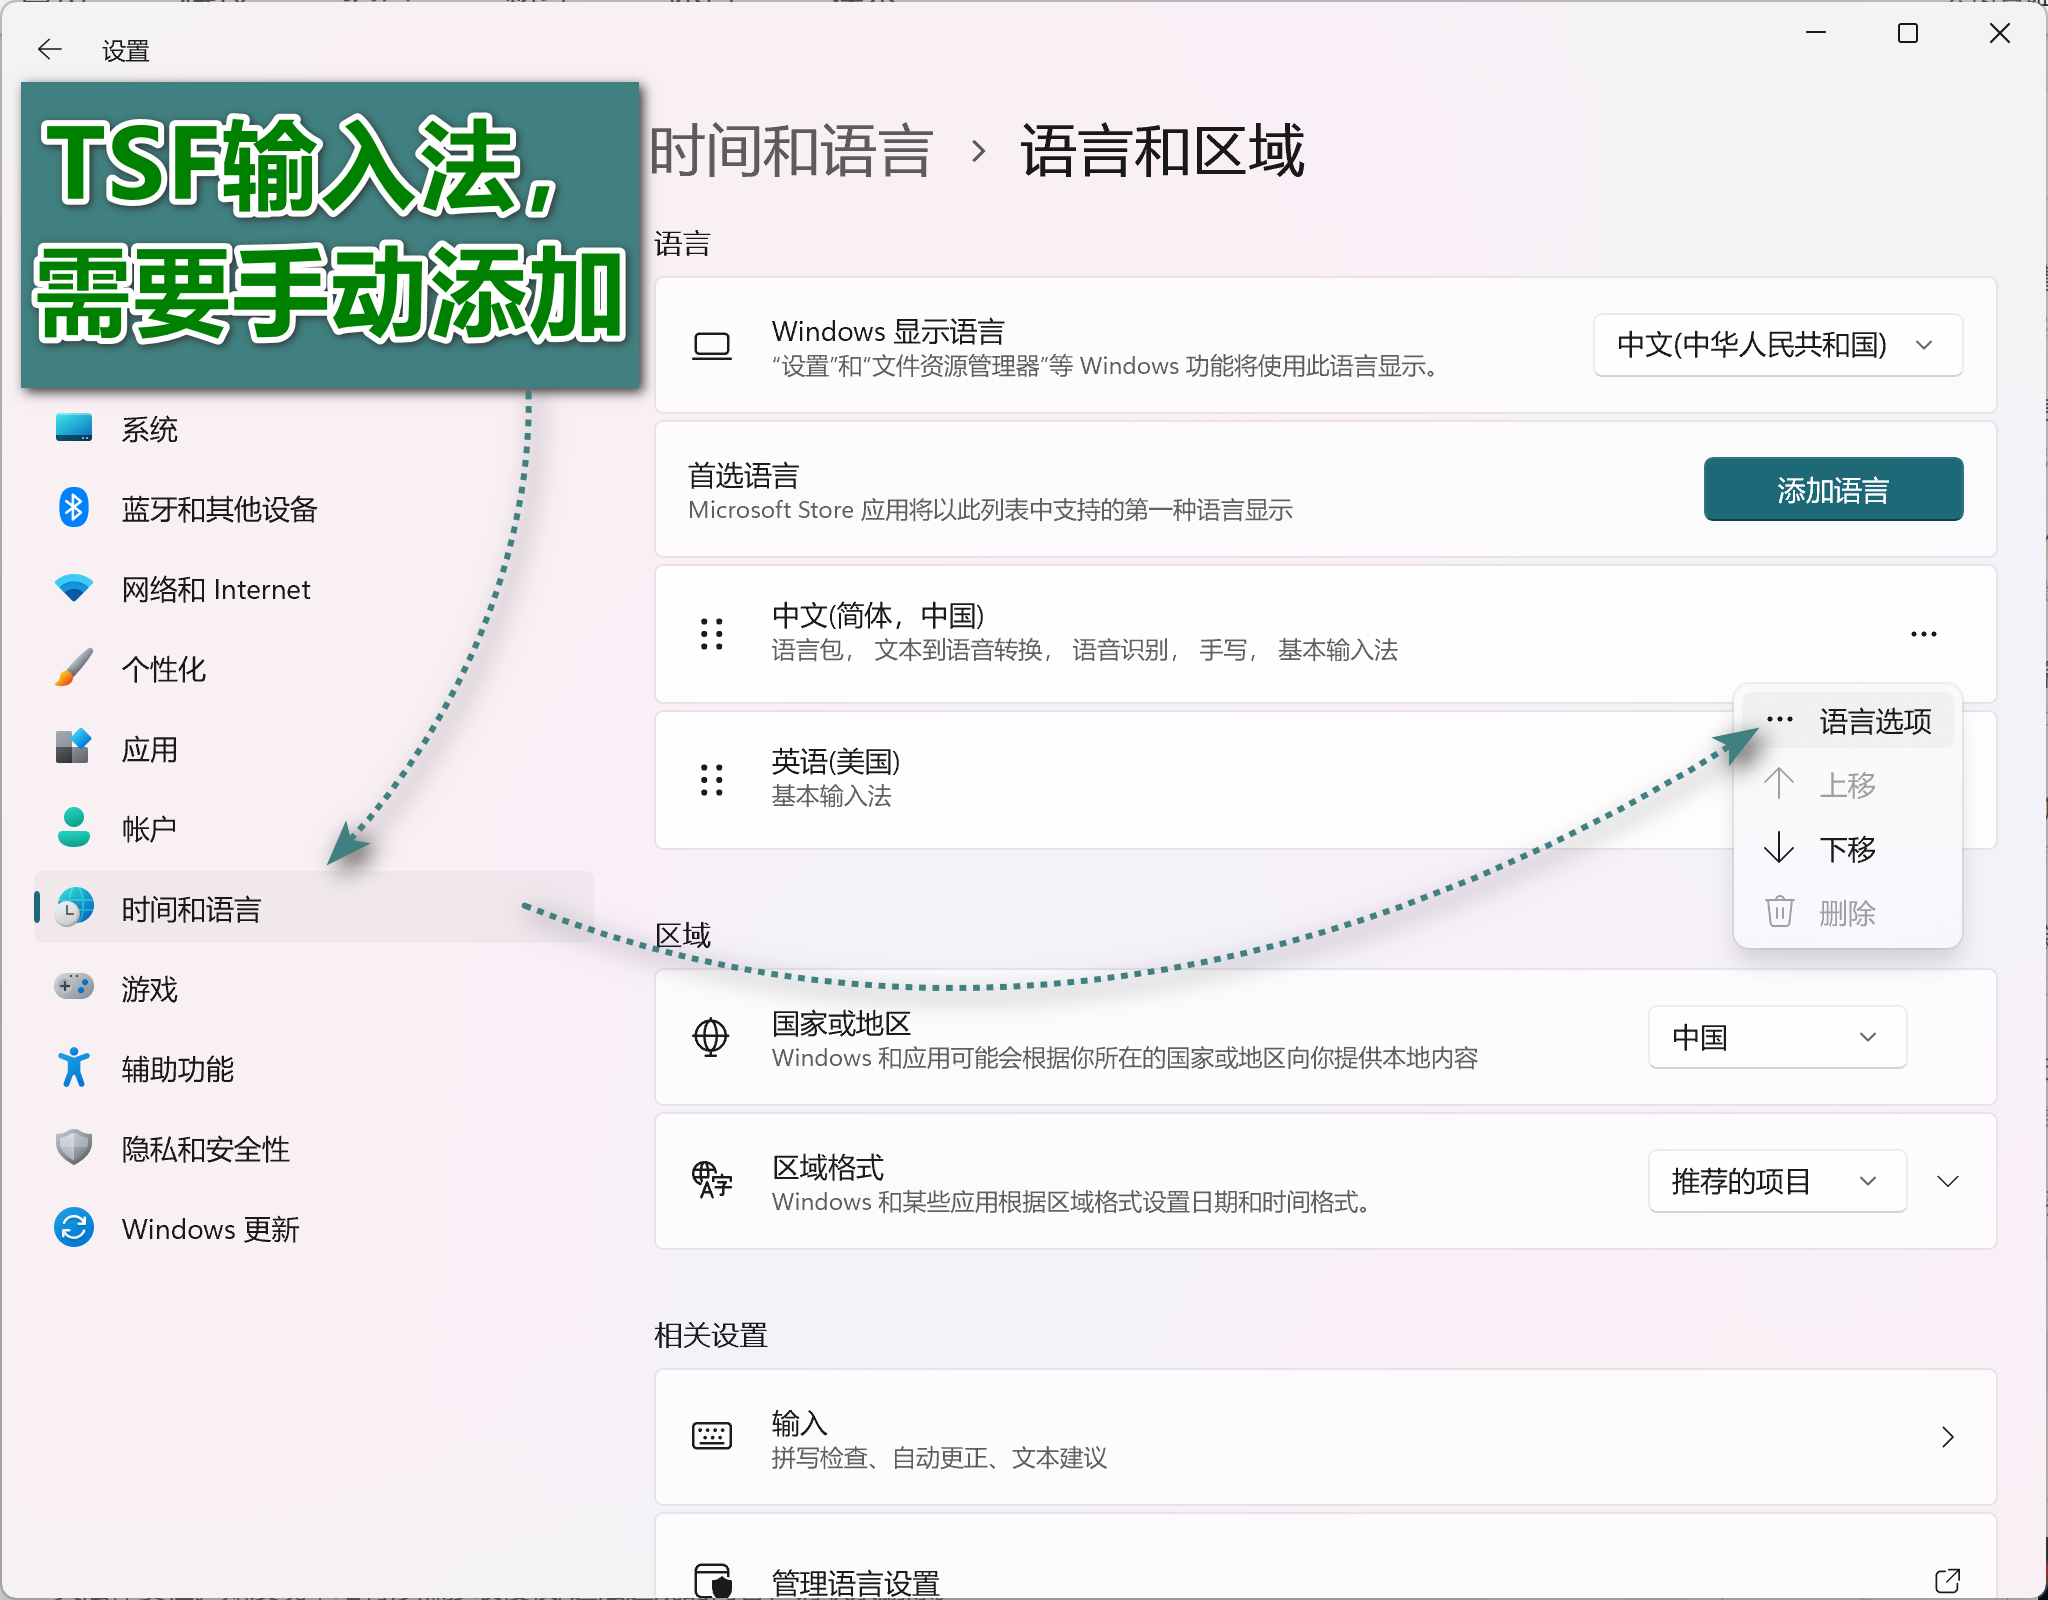 设置
TSF输入法，
需要手动添加
系统
蓝牙和其他设备
网络和 Internet
个性化
应用
帐户
时间和语言
游戏
辅助功能
隐私和安全性
Windows 更新
时间和语言 › 语言和区域
语言
Windows 显示语言
“设置”和“文件资源管理器”等 Windows 功能将使用此语言显示。
中文(中华人民共和国)
首选语言
Microsoft Store 应用将以此列表中支持的第一种语言显示
添加语言
中文(简体，中国)
语言包， 文本到语音转换， 语音识别， 手写， 基本输入法
英语(美国)
基本输入法
语言选项
上移
下移
删除
区域
国家或地区
Windows 和应用可能会根据你所在的国家或地区向你提供本地内容
中国
区域格式
Windows 和某些应用根据区域格式设置日期和时间格式。
推荐的项目
相关设置
输入
拼写检查、自动更正、文本建议
管理语言设置